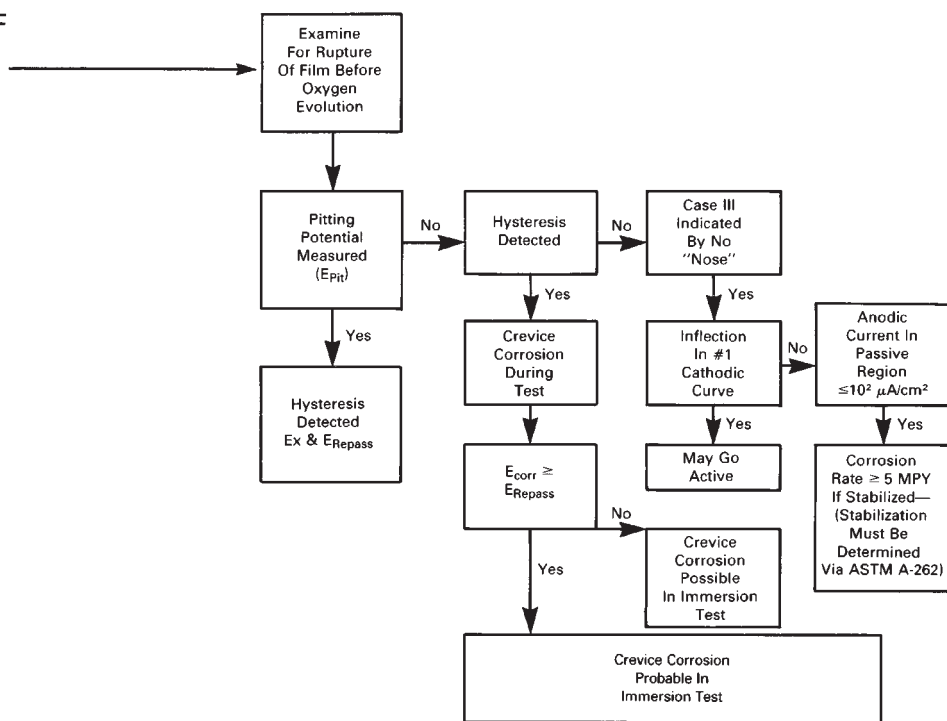 Examine
For Rupture
Of Film Before
Oxygen
Evolution
Pitting
Potential
Measured
(EPit)
No
Hysteresis
Detected
No
Case III
Indicated
By No
"Nose"
Yes
Hysteresis
Detected
Ex & ERepass
Yes
Crevice
Corrosion
During
Test
Yes
Inflection
In #1
Cathodic
Curve
No
Anodic
Current In
Passive
Region
≤10² μA/cm²
Ecorr ≥
ERepass
Yes
May Go
Active
Yes
Corrosion
Rate ≥ 5 MPY
If Stabilized—
(Stabilization
Must Be
Determined
Via ASTM A-262)
No
Crevice
Corrosion
Possible
In Immersion
Test
Yes
Crevice Corrosion
Probable In
Immersion Test